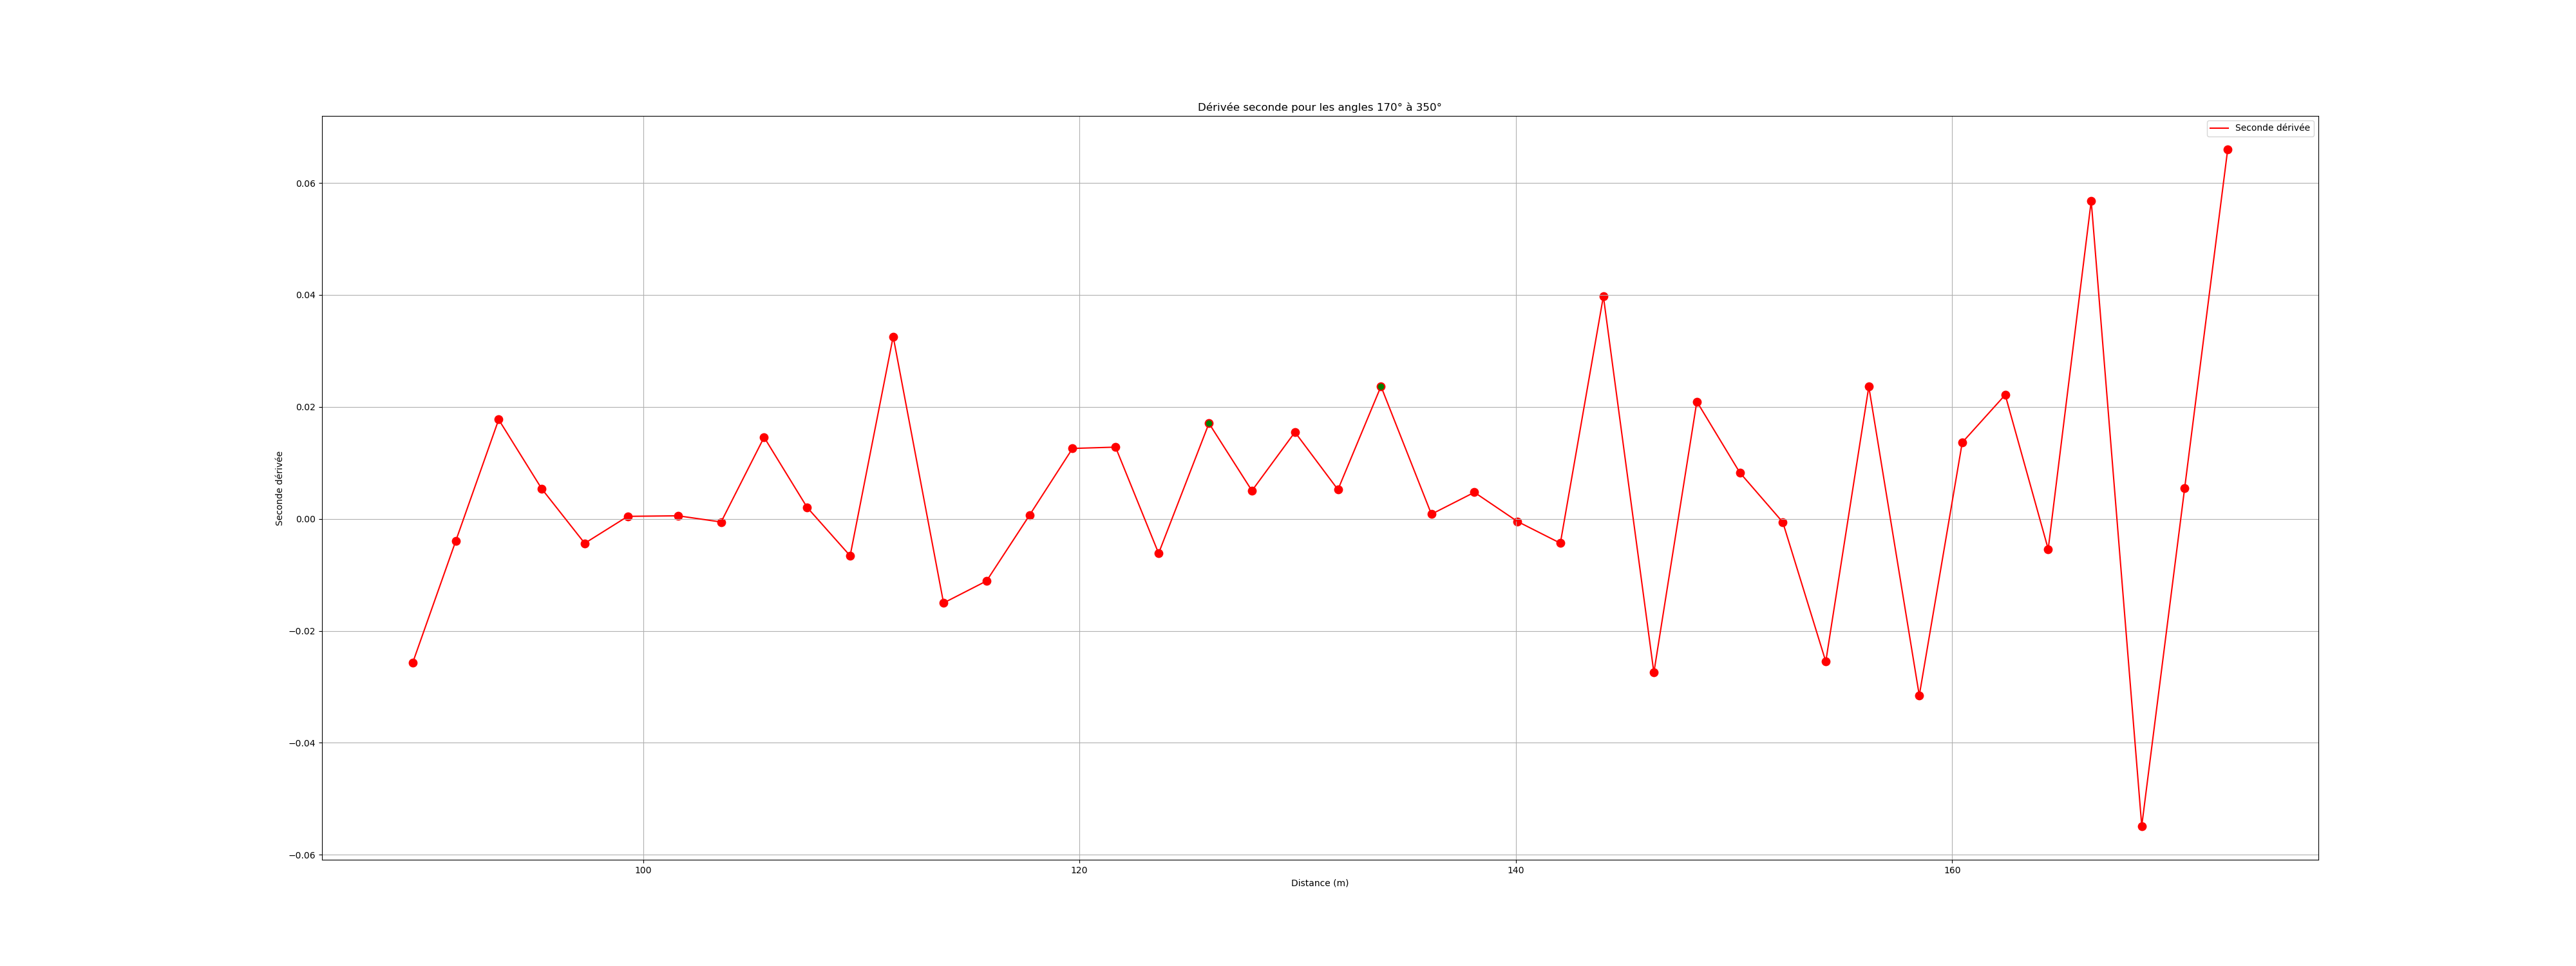 Dérivée seconde pour les angles 170° à 350°
Seconde dérivée
0.06
0.04
0.02
0.00
−0.02
−0.04
−0.06
Seconde dérivée
100
120
140
160
Distance (m)